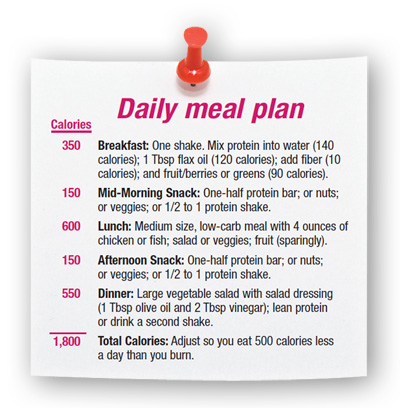 Daily meal plan
Calories
350 Breakfast: One shake. Mix protein into water (140
calories); 1 Tbsp flax oil (120 calories); add fiber (10
calories); and fruit/berries or greens (90 calories).
150 Mid-Morning Snack: One-half protein bar; or nuts;
or veggies; or 1/2 to 1 protein shake.
600 Lunch: Medium size, low-carb meal with 4 ounces of
chicken or fish; salad or veggies; fruit (sparingly).
150 Afternoon Snack: One-half protein bar; or nuts,
or veggies; or 1/2 to 1 protein shake.
550 Dinner: Large vegetable salad with salad dressing
(1 Tbsp olive oil and 2 Tbsp vinegar); lean protein
or drink a second shake.
1,800 Total Calories: Adjust so you eat 500 calories less
a day than you burn.